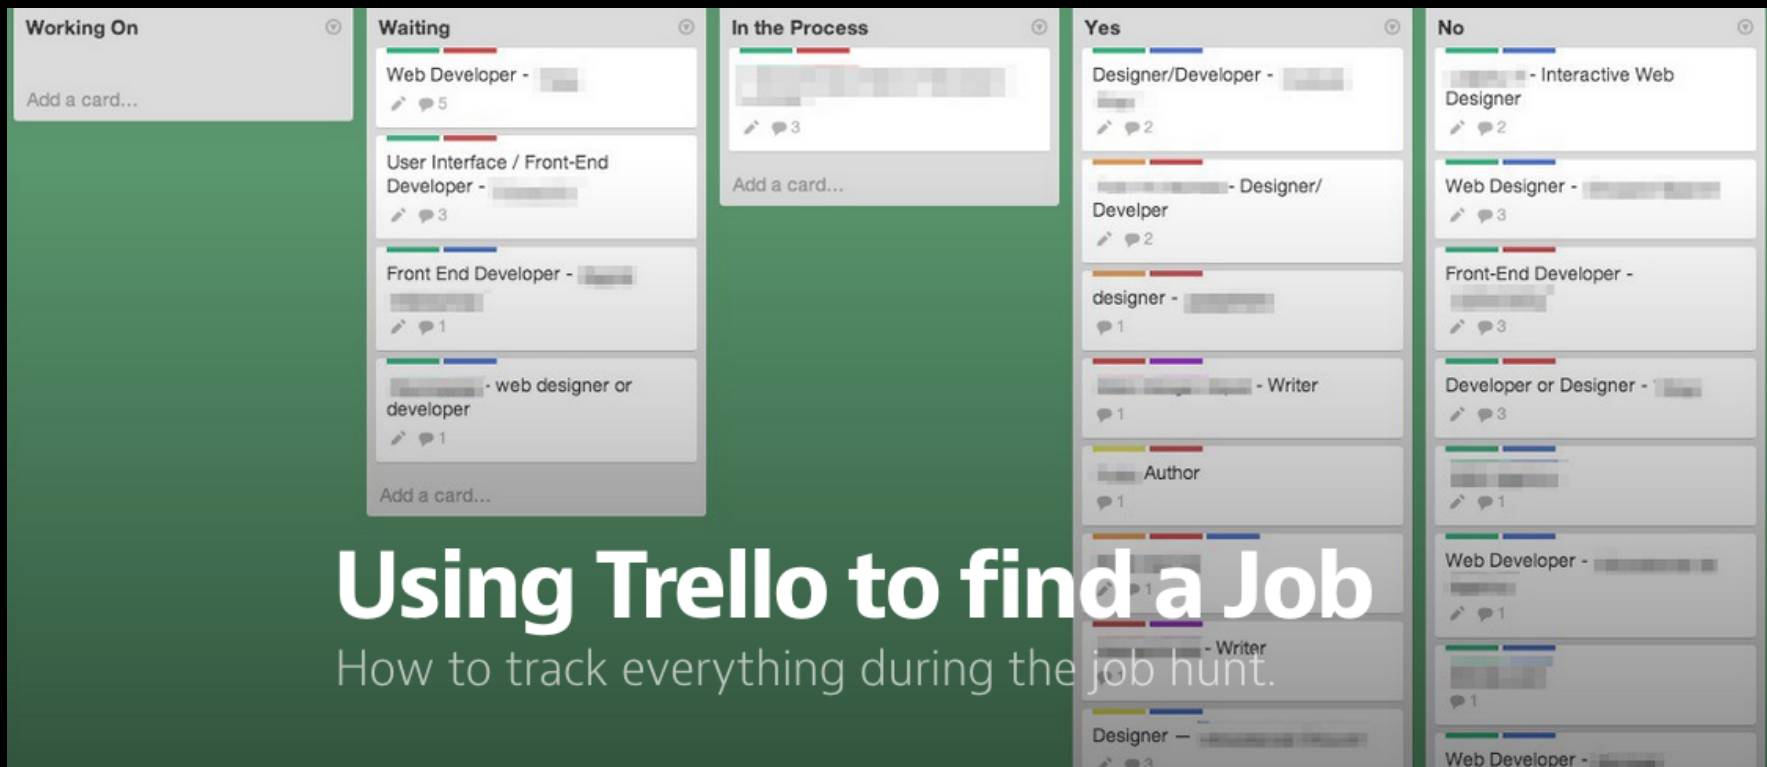 Working On
Add a card...
Waiting
Web Developer -
5
User Interface / Front-End
Developer -
3
Front End Developer -
1
- web designer or
developer
1
Add a card...
In the Process
3
Add a card...
Yes
Designer/Developer -
2
- Designer/
Develper
2
designer -
1
- Writer
1
Author
1
1
- Writer
Designer —
3
No
- Interactive Web
Designer
2
Web Designer -
3
Front-End Developer -
3
Developer or Designer -
3
1
Web Developer -
1
1
Web Developer -
Using Trello to find a Job
How to track everything during the job hunt.